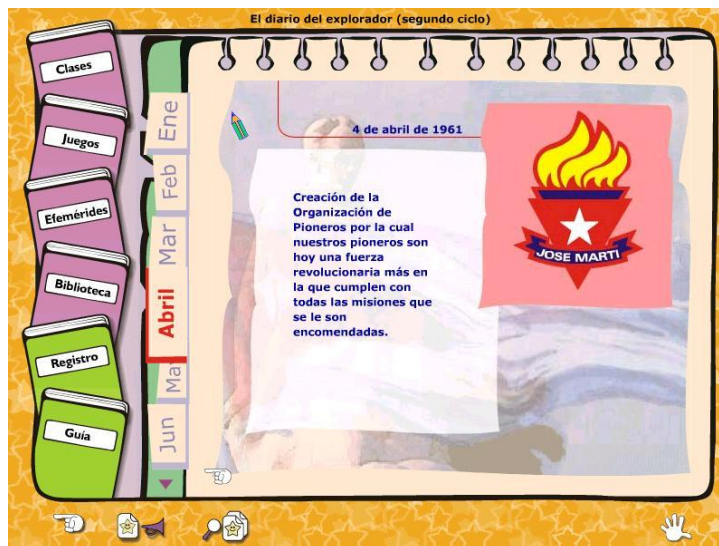 El diario del explorador (segundo ciclo)
Clases
Juegos
Efemérides
Biblioteca
Registro
Guía
Ene
Feb
Mar
Abril
Ma
Jun
4 de abril de 1961
Creación de la
Organización de
Pioneros por la cual
nuestros pioneros son
hoy una fuerza
revolucionaria más en
la que cumplen con
todas las misiones que
se le son
encomendadas.
JOSE MARTI